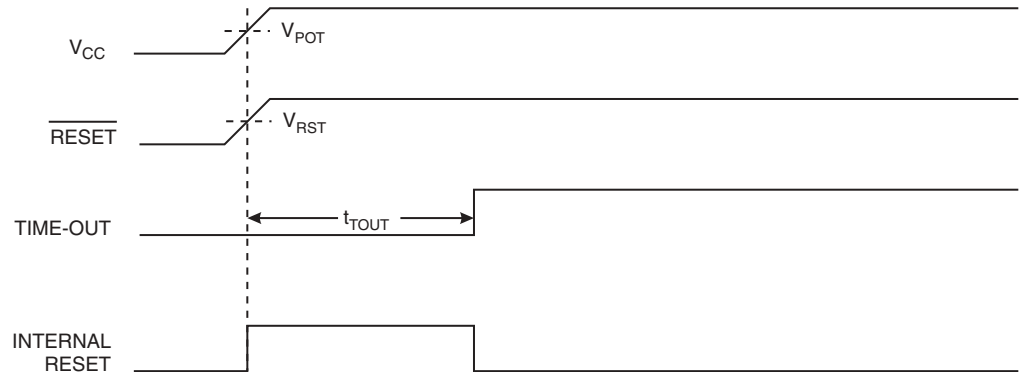 VCC
VPOT
RESET
VRST
TIME-OUT
tTOUT
INTERNAL
RESET